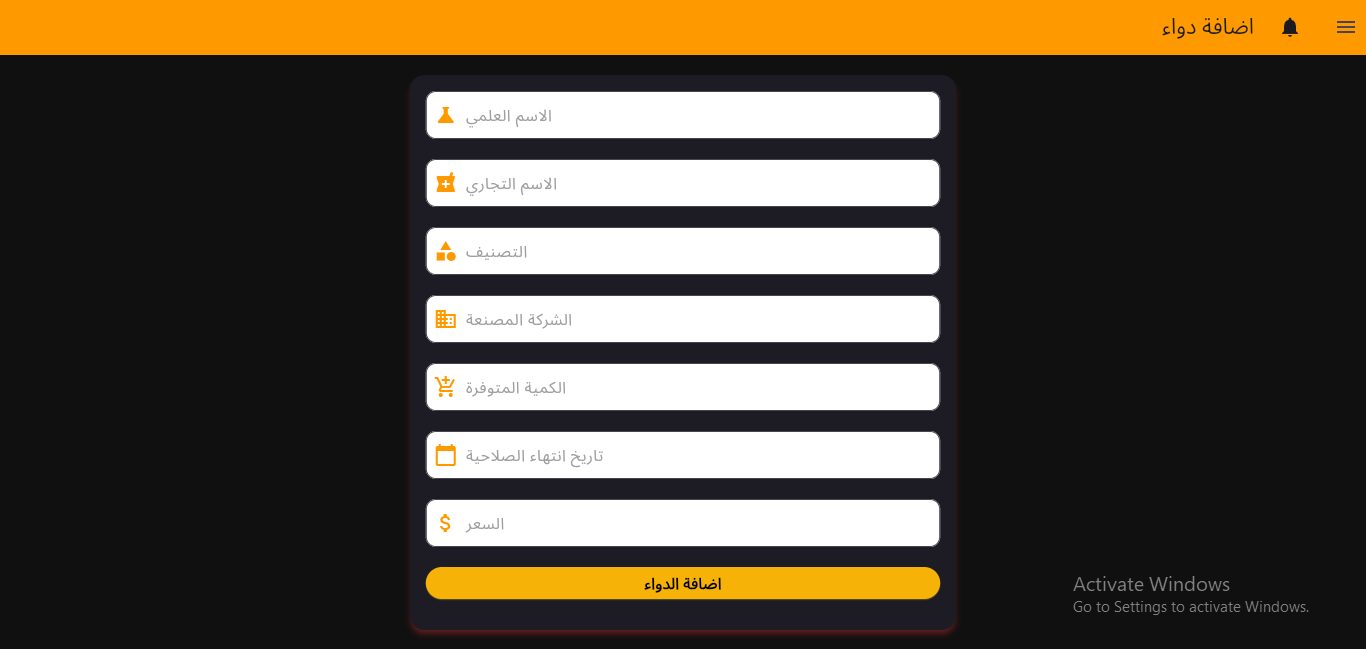 اضافة دواء
الاسم العلمي
الاسم التجاري
التصنيف
الشركة المصنعة
الكمية المتوفرة
تاريخ انتهاء الصلاحية
السعر
اضافة الدواء
Activate Windows
Go to Settings to activate Windows.